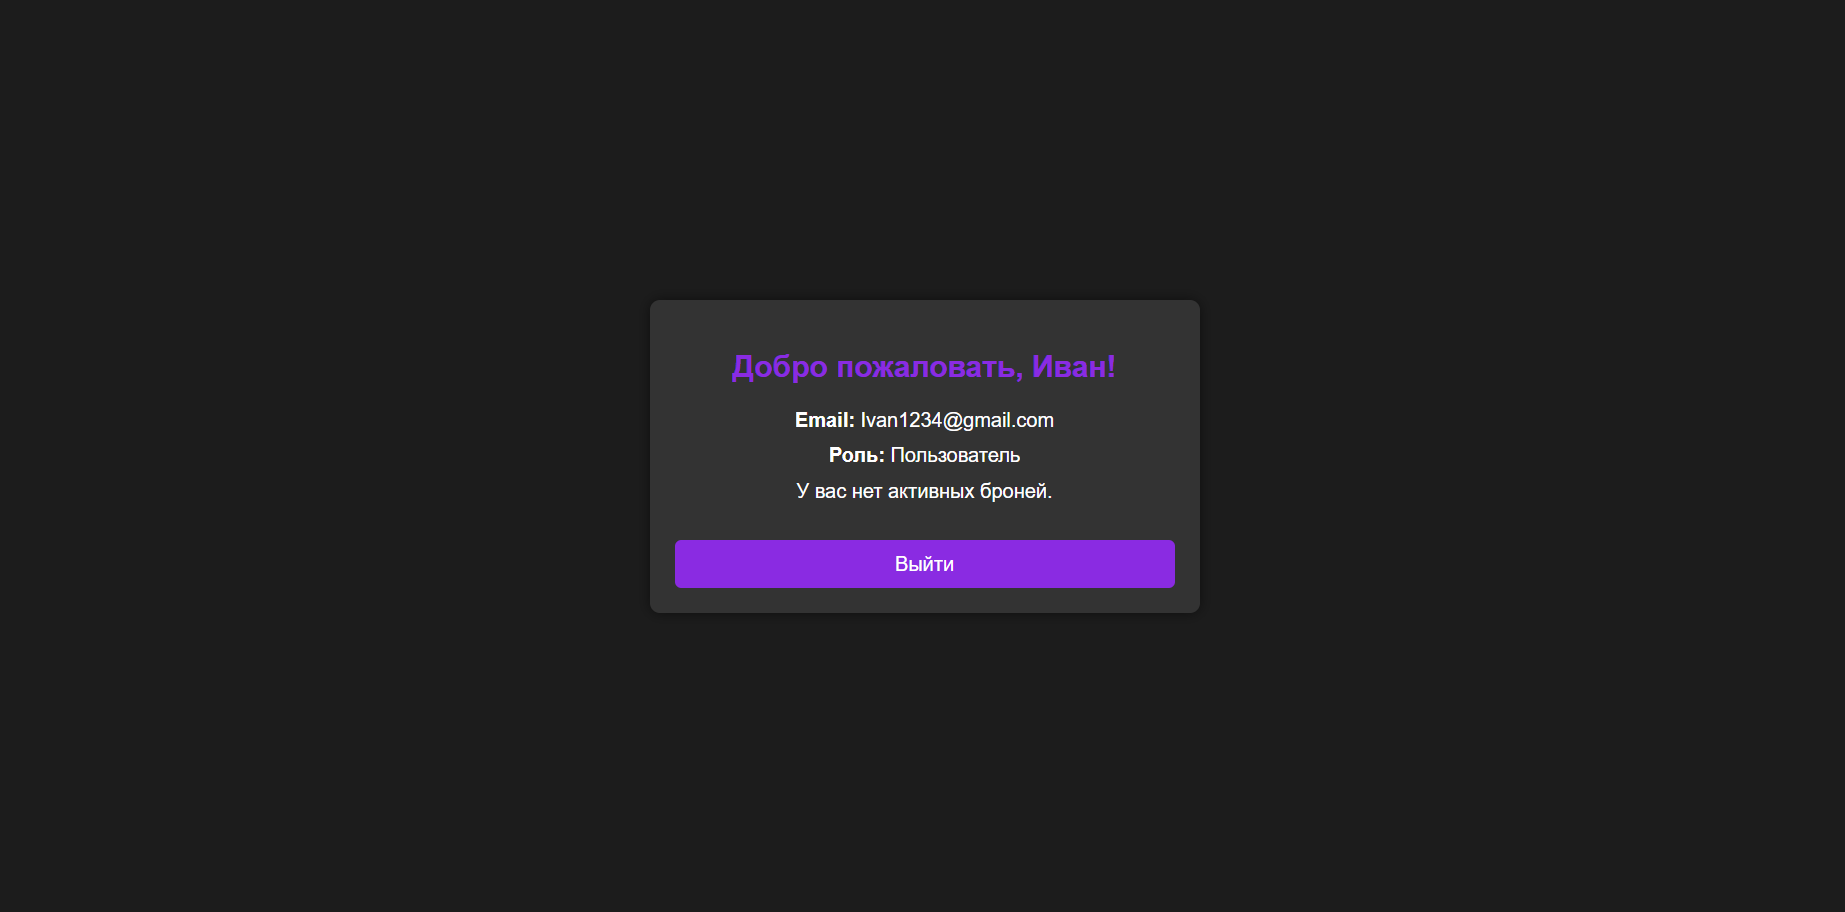 Добро пожаловать, Иван!
Email: Ivan1234@gmail.com
Роль: Пользователь
У вас нет активных броней.
Выйти